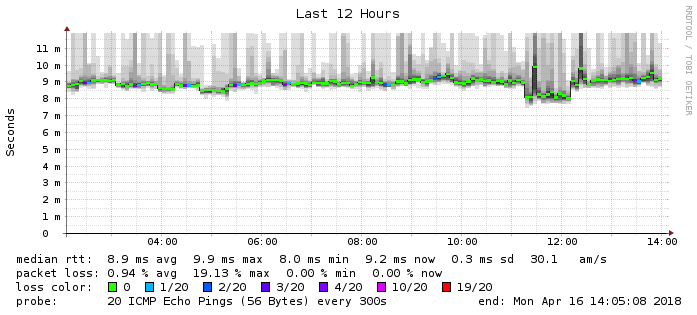 Last 12 Hours
RRDTOOL / TOBI OETIKER
Seconds
11 m
10 m
9 m
8 m
7 m
6 m
5 m
4 m
3 m
2 m
1 m
0
04:00 06:00 08:00 10:00 12:00 14:00
median rtt: 8.9 ms avg 9.9 ms max 8.0 ms min 9.2 ms now 0.3 ms sd 30.1 am/s
packet loss: 0.94 % avg 19.13 % max 0.00 % min 0.00 % now
loss color: 0 1/20 2/20 3/20 4/20 10/20 19/20
probe: 20 ICMP Echo Pings (56 Bytes) every 300s end: Mon Apr 16 14:05:08 2018